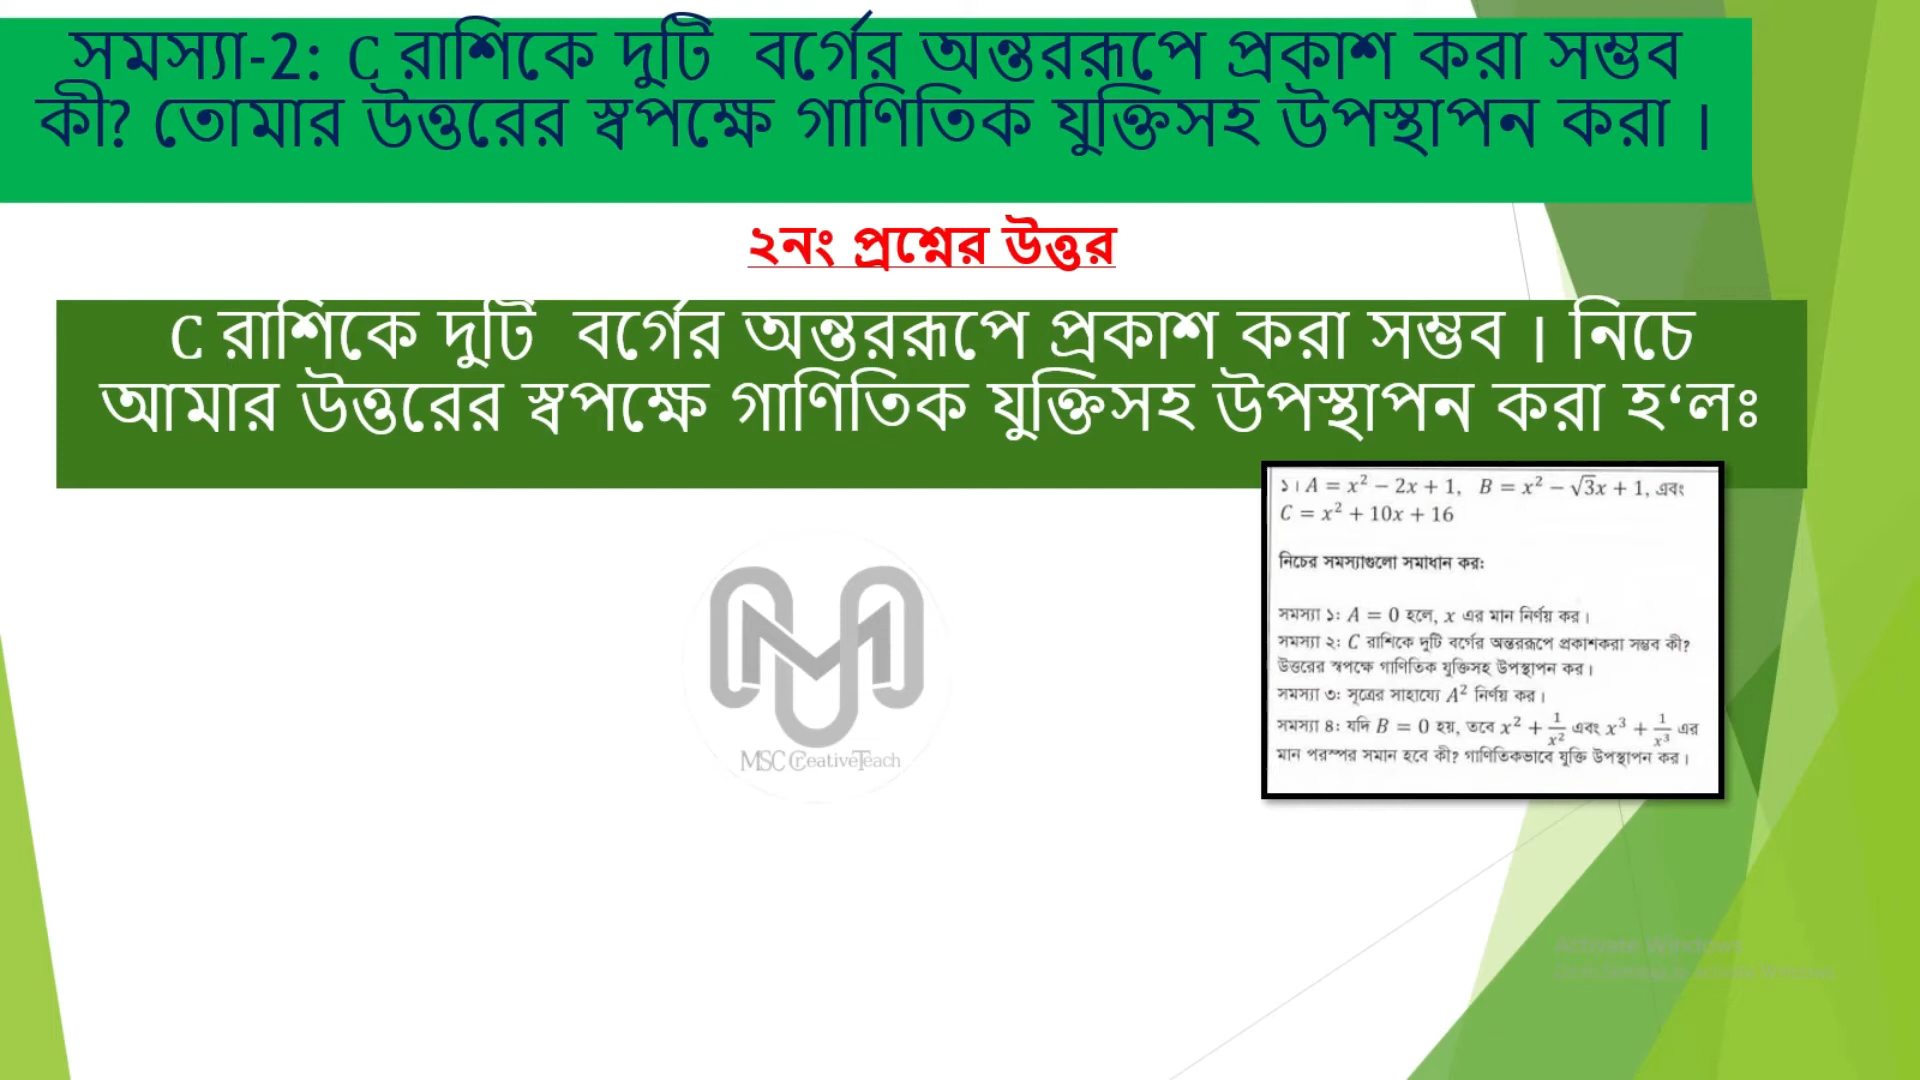 সমস্যা-2: C রাশিকে দুটি বর্গের অন্তররূপে প্রকাশ করা সম্ভব
কী? তোমার উত্তরের স্বপক্ষে গাণিতিক যুক্তিসহ উপস্থাপন করা ।
২নং প্রশ্নের উত্তর
C রাশিকে দুটি বর্গের অন্তররূপে প্রকাশ করা সম্ভব । নিচে
আমার উত্তরের স্বপক্ষে গাণিতিক যুক্তিসহ উপস্থাপন করা হ‘লঃ
১। A = x² − 2x + 1, B = x² − √3x + 1, এবং
C = x² + 10x + 16
নিচের সমস্যাগুলো সমাধান কর:
সমস্যা ১: A = 0 হলে, x এর মান নির্ণয় কর।
সমস্যা ২: C রাশিকে দুটি বর্গের অন্তররূপে প্রকাশকরা সম্ভব কী?
উত্তরের স্বপক্ষে গাণিতিক যুক্তিসহ উপস্থাপন কর।
সমস্যা ৩: সূত্রের সাহায্যে A² নির্ণয় কর।
সমস্যা 8: যদি B = 0 হয়, তবে x² + 1/x² এবং x³ + 1/x³ এর
মান পরস্পর সমান হবে কী? গাণিতিকভাবে যুক্তি উপস্থাপন কর।
MSC CreativeTeach
Activate Windows